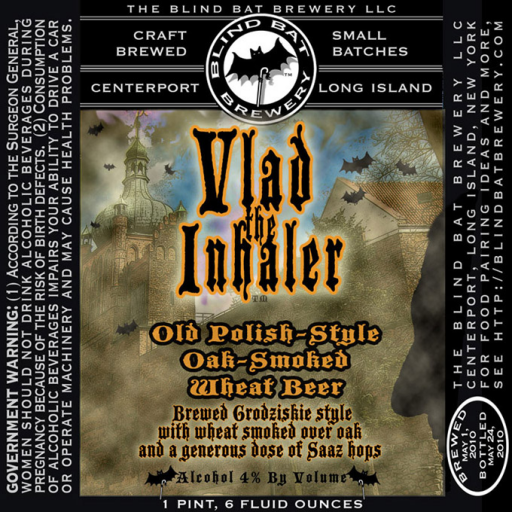 THE BLIND BAT BREWERY LLC
CRAFT
BREWED
BLIND BAT
BREWERY
TM
SMALL
BATCHES
CENTERPORT
LONG ISLAND
Vlad
the
Inhaler
TM
Old Polish-Style
Oak-Smoked
Wheat Beer
Brewed Grodziskie style
with wheat smoked over oak
and a generous dose of Saaz hops
Alcohol 4% By Volume
1 PINT, 6 FLUID OUNCES
GOVERNMENT WARNING: (1) ACCORDING TO THE SURGEON GENERAL,
WOMEN SHOULD NOT DRINK ALCOHOLIC BEVERAGES DURING
PREGNANCY BECAUSE OF THE RISK OF BIRTH DEFECTS. (2) CONSUMPTION
OF ALCOHOLIC BEVERAGES IMPAIRS YOUR ABILITY TO DRIVE A CAR
OR OPERATE MACHINERY AND MAY CAUSE HEALTH PROBLEMS.
THE BLIND BAT BREWERY LLC
CENTERPORT, LONG ISLAND, NEW YORK
FOR FOOD PAIRING IDEAS AND MORE,
SEE HTTP://BLINDBATBREWERY.COM
BREWED
MAY 1,
2010
BOTTLED
MAY 24,
2010